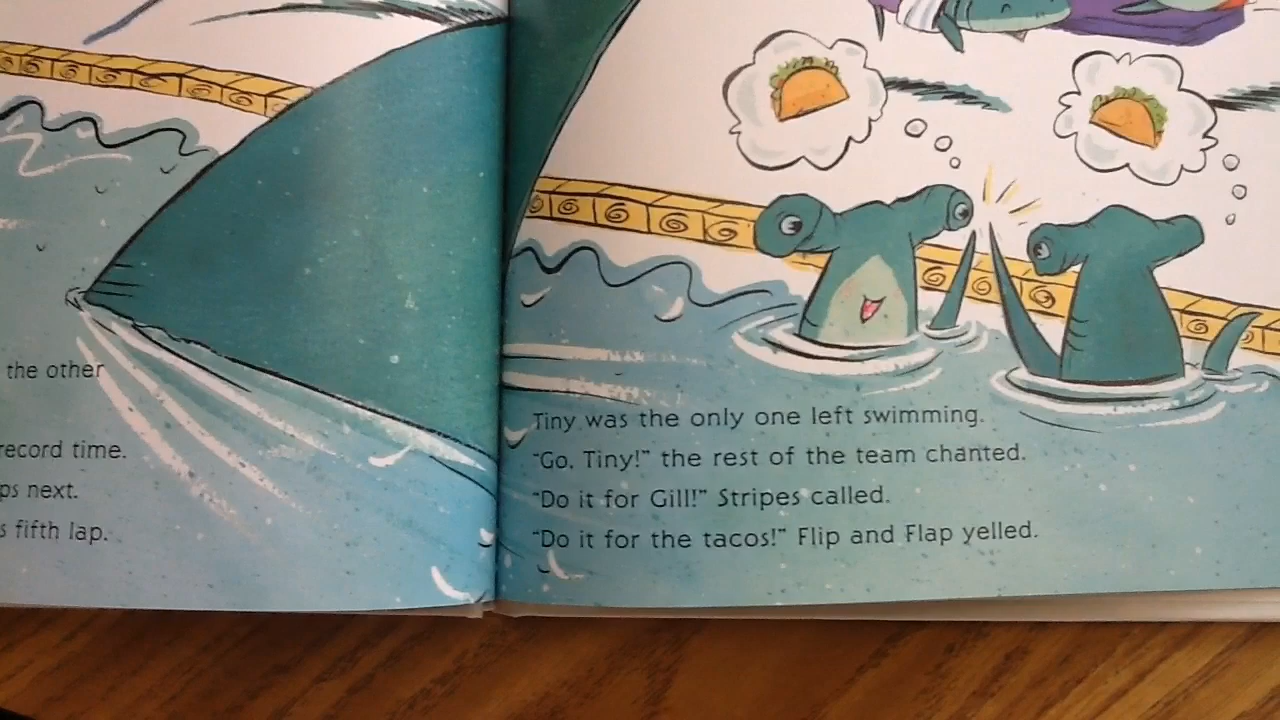 the other
record time.
next.
fifth lap.
Tiny was the only one left swimming.
“Go, Tiny!” the rest of the team chanted.
“Do it for Gill!” Stripes called.
“Do it for the tacos!” Flip and Flap yelled.